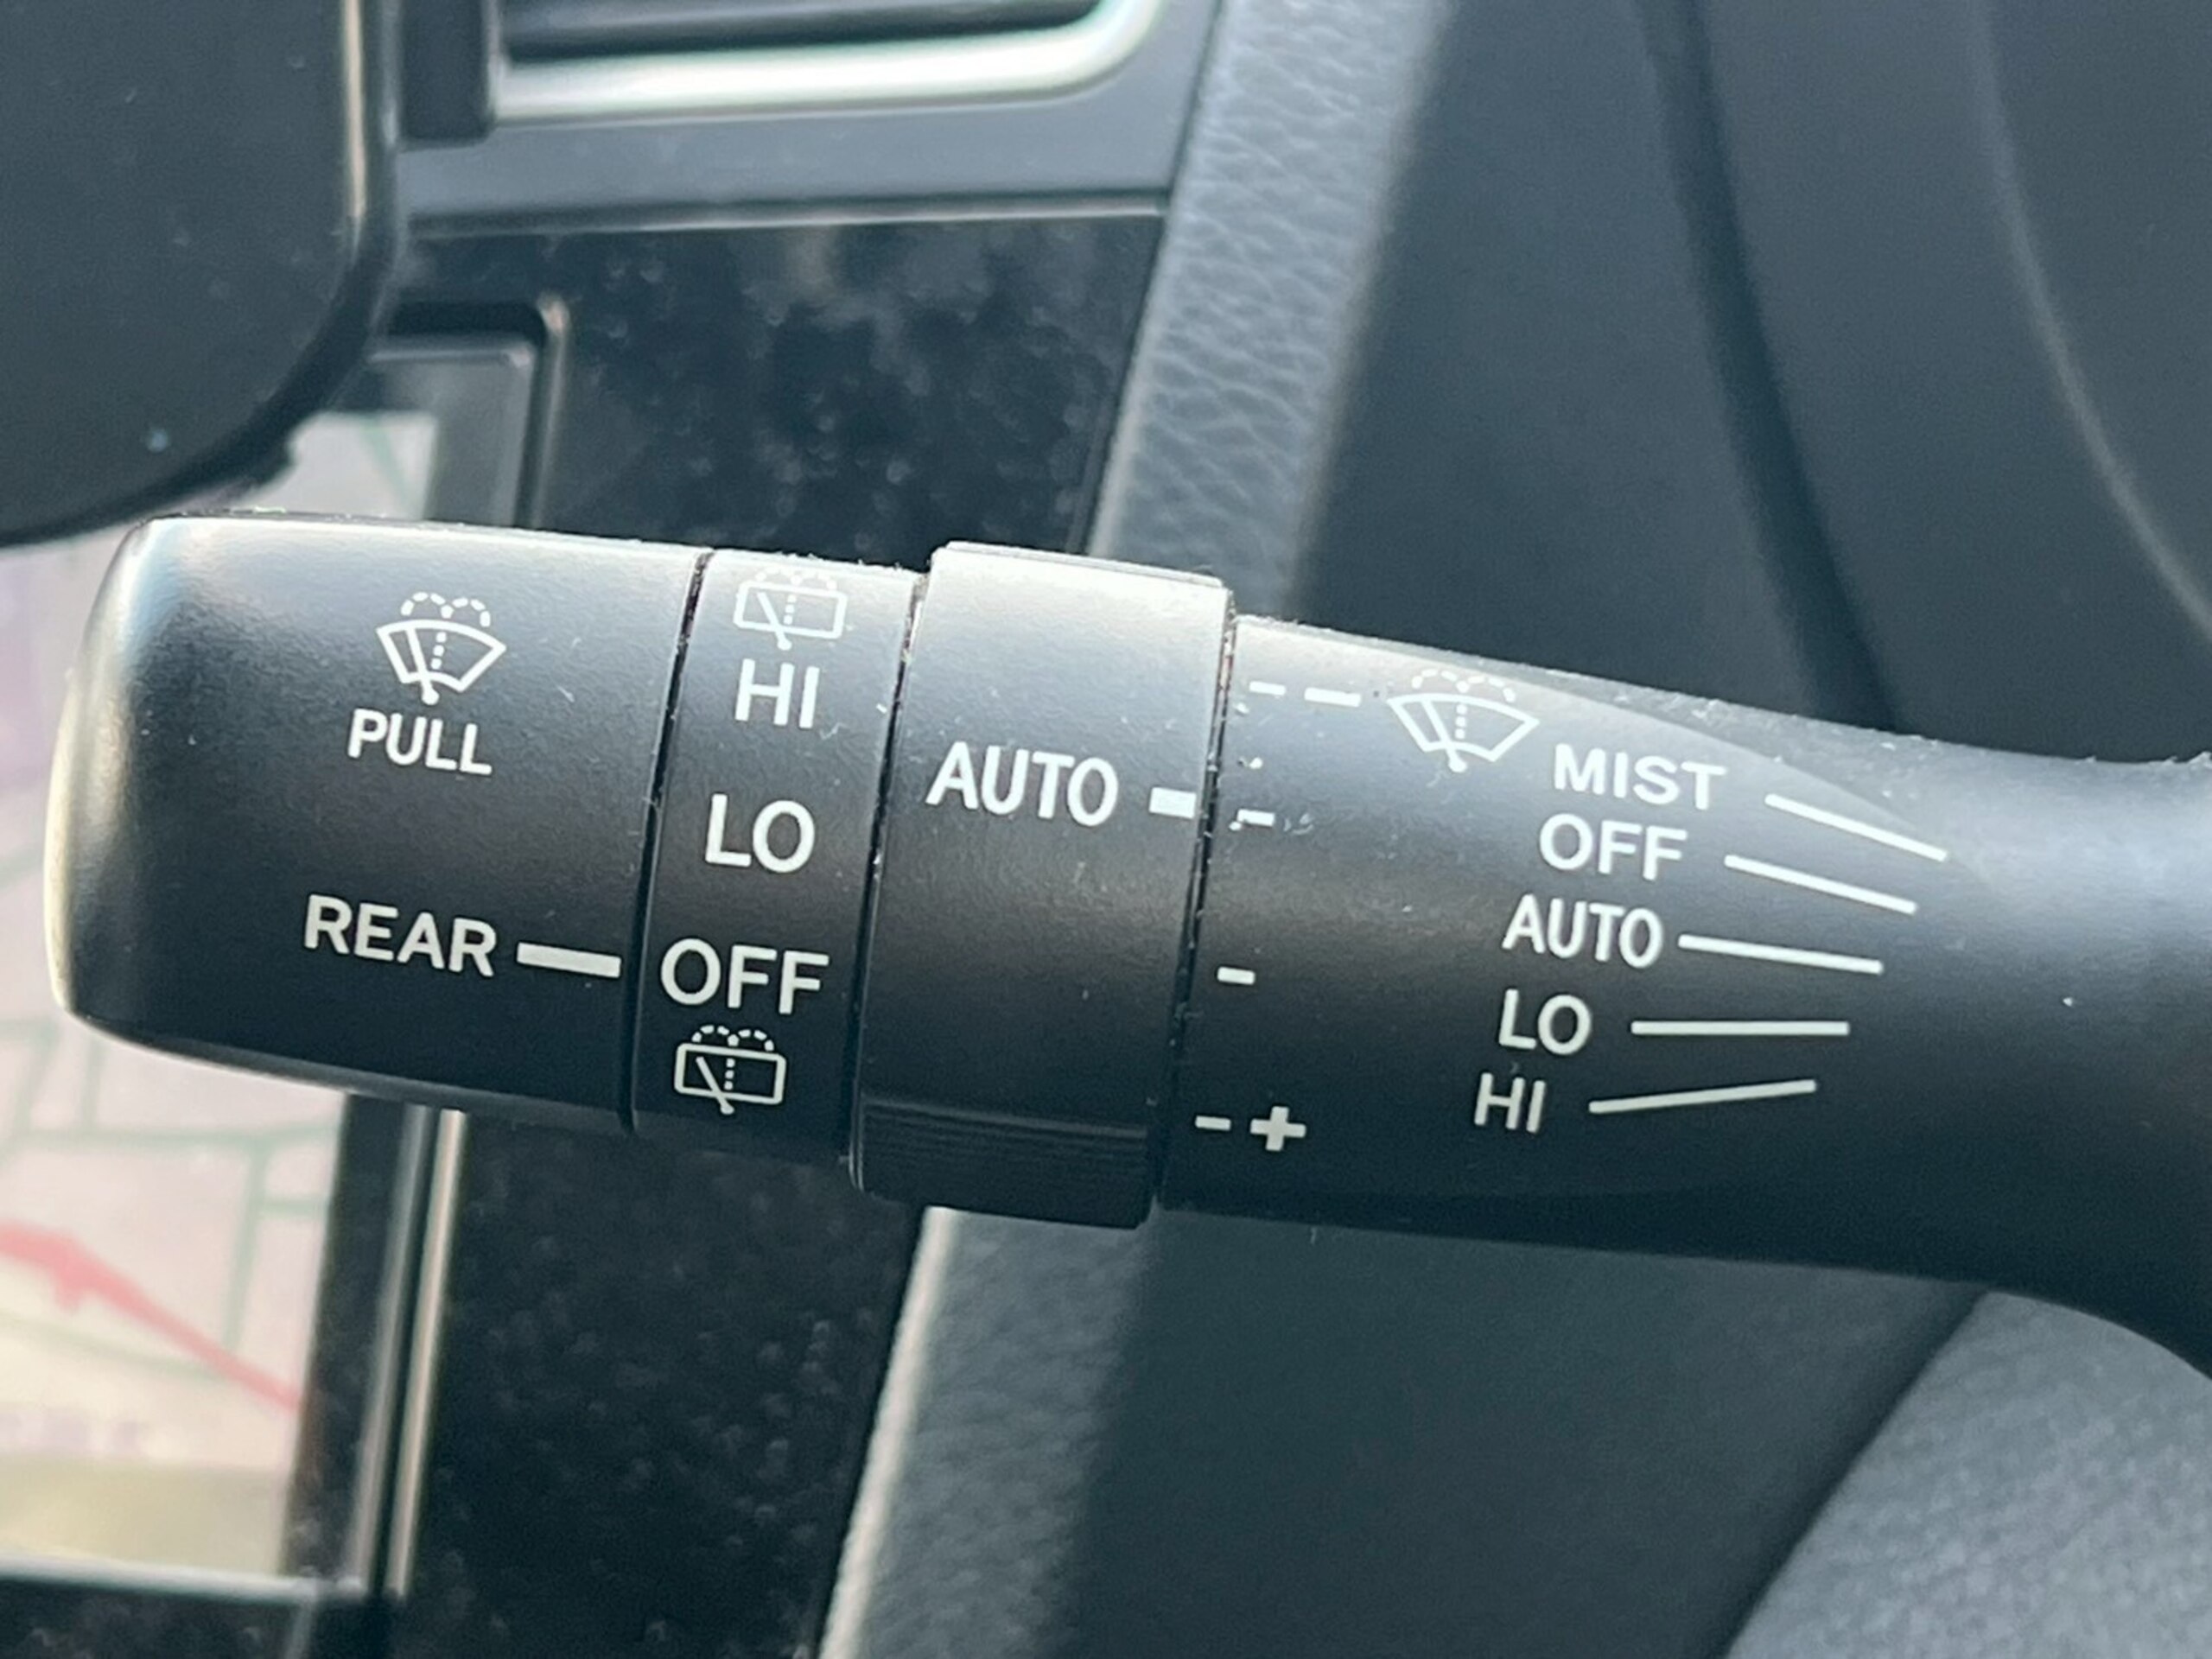 PULL
REAR
HI
LO
OFF
AUTO
- +
MIST
OFF
AUTO
LO
HI